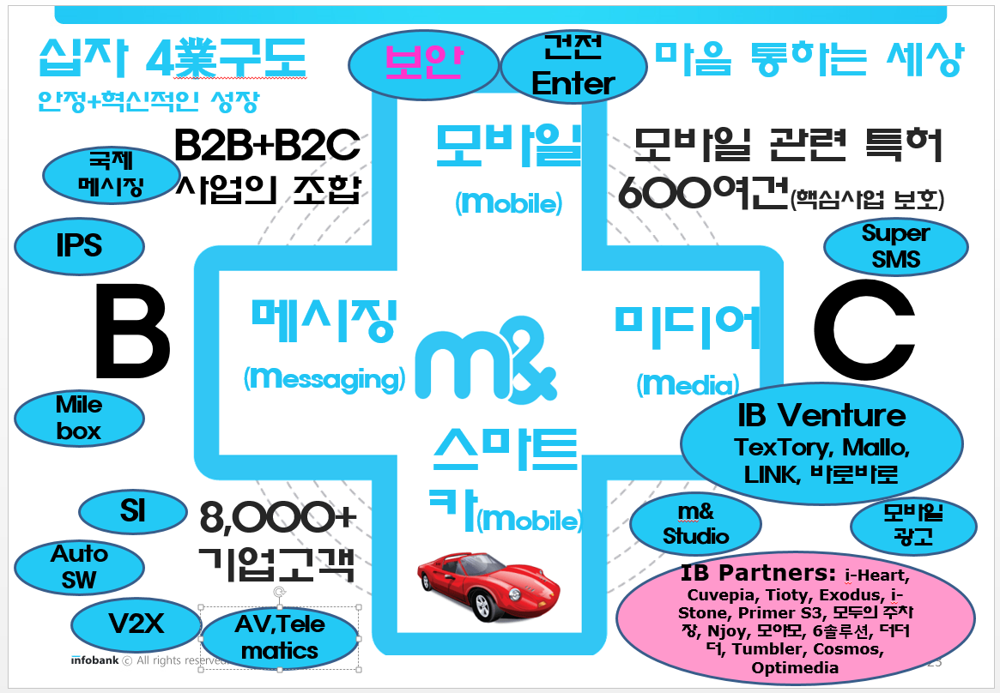 십자 4業구도
안정+혁신적인 성장
보안
건전
Enter
마음 통하는 세상
B2B+B2C
사업의 조합
국제
메시징
IPS
B
모바일
(mobile)
모바일 관련 특허
600여건(핵심사업 보호)
Super
SMS
C
메시징
(messaging)
m&
미디어
(media)
Mile
box
IB Venture
TexTory, Mallo,
LINK, 바로바로
스마트
카(mobile)
SI
8,000+
기업고객
Auto
SW
V2X
AV,Tele
matics
m&
Studio
모바일
광고
IB Partners: i-Heart,
Cuvepia, Tioty, Exodus, i-
Stone, Primer S3, 모두의 주차
장, Njoy, 모야모, 6솔루션, 더더
더, Tumbler, Cosmos,
Optimedia
infobank ⓒ All rights reserved.
23